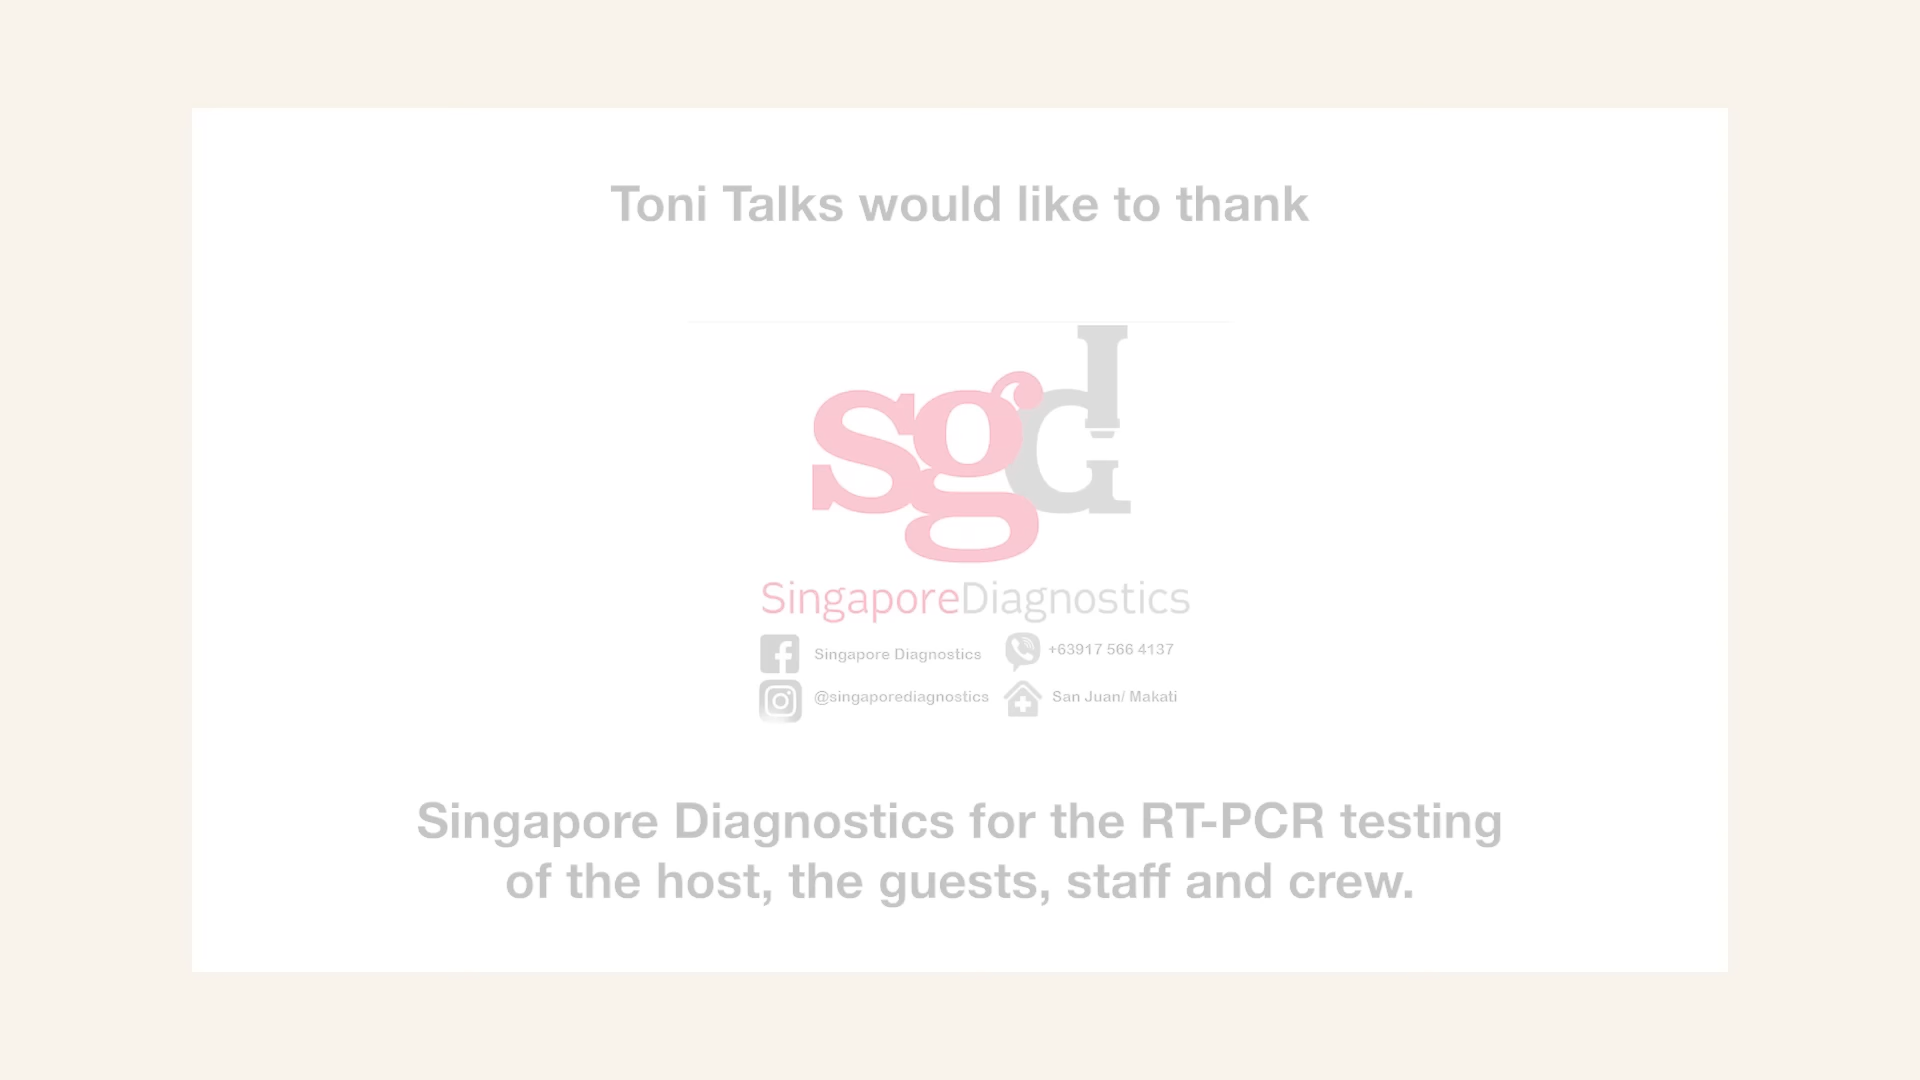 Toni Talks would like to thank
sgd
SingaporeDiagnostics
Singapore Diagnostics
+63917 566 4137
@singaporediagnostics
San Juan/ Makati
Singapore Diagnostics for the RT-PCR testing
of the host, the guests, staff and crew.